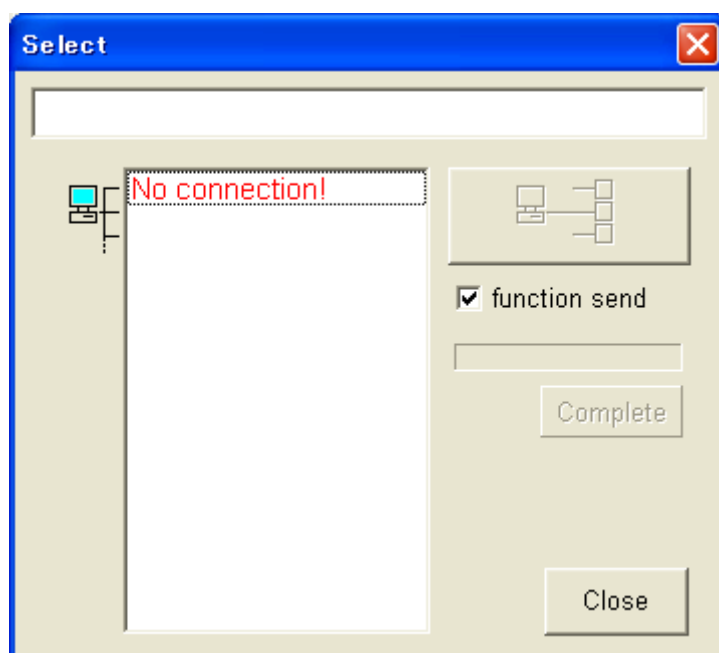 Select
No connection!
function send
Complete
Close